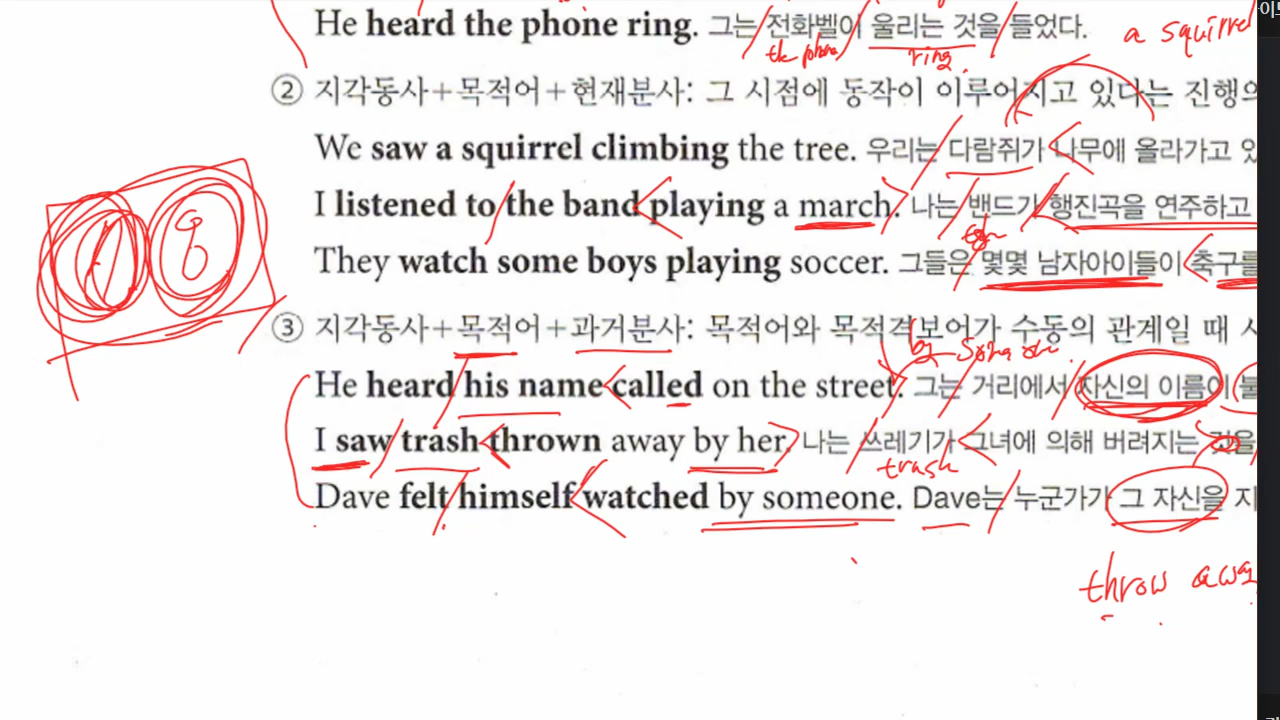 He heard the phone ring. 그는 전화벨이 울리는 것을 들었다. a squirrel
the phone ring
② 지각동사+목적어+현재분사: 그 시점에 동작이 이루어지고 있다는 진행의
We saw a squirrel climbing the tree. 우리는 다람쥐가 나무에 올라가고 있
I listened to the band playing a march. 나는 밴드가 행진곡을 연주하고
8
They watch some boys playing soccer. 그들은 몇몇 남자아이들이 축구를
③ 지각동사+목적어+과거분사: 목적어와 목적격보어가 수동의 관계일 때 사
by
He heard his name called on the street. 그는 거리에서 자신의 이름이 불
I saw trash thrown away by her. 나는 쓰레기가 그녀에 의해 버려지는 것을
trash
Dave felt himself watched by someone. Dave는 누군가가 그 자신을 지
throw away